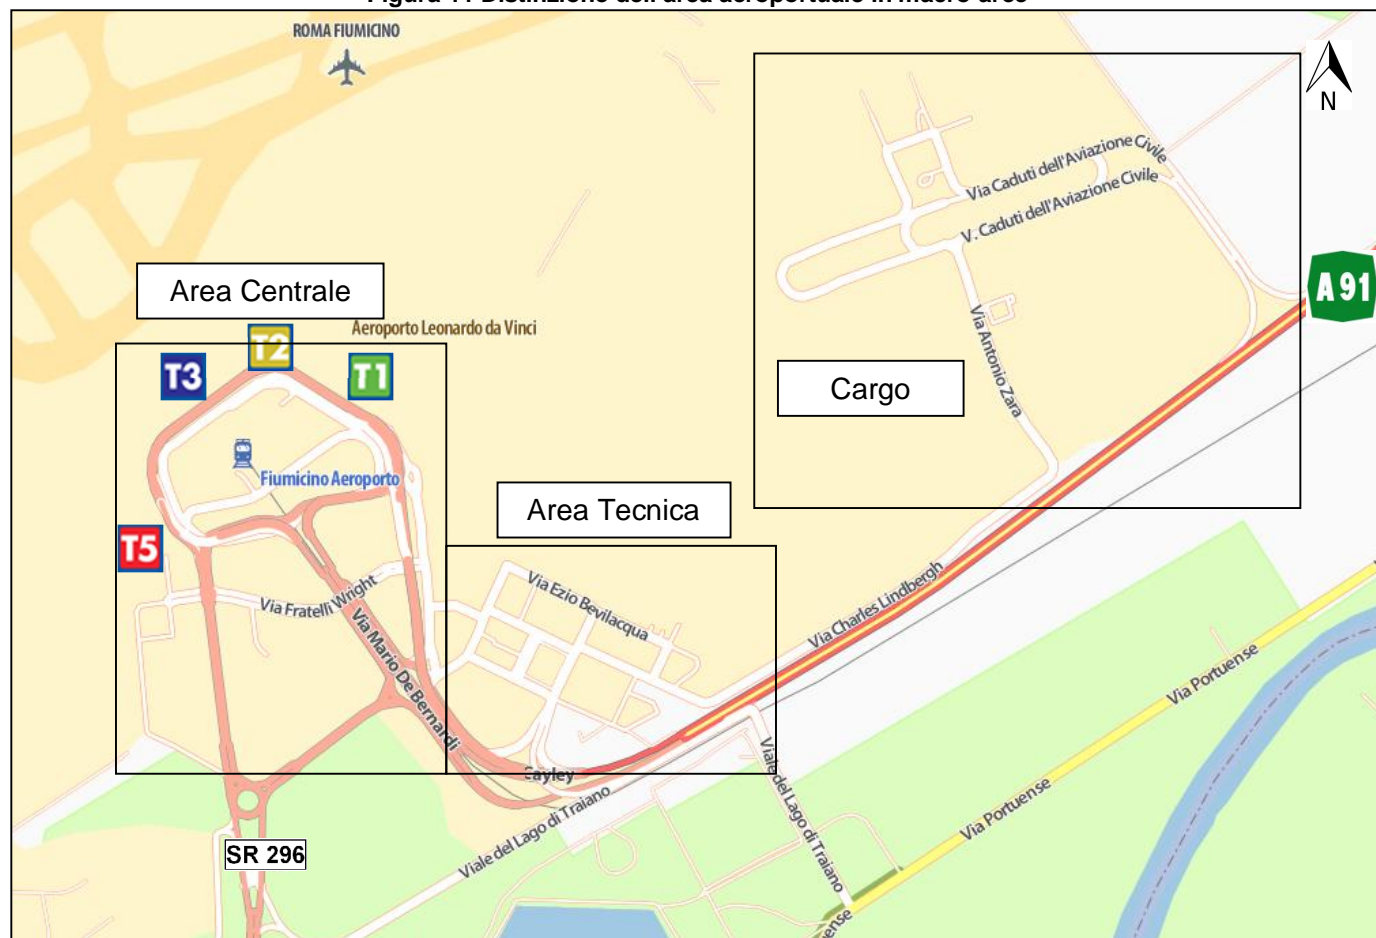 ROMA FIUMICINO
N
Via Caduti dell'Aviazione Civile
V. Caduti dell'Aviazione Civile
Area Centrale
A 91
Aeroporto Leonardo da Vinci
T2
T3
T1
Via Antonio Zara
Cargo
Fiumicino Aeroporto
Area Tecnica
T5
Via Ezio Bevilacqua
Via Fratelli Wright
Via Charles Lindbergh
Via Mario De Bernardi
Via Portuense
Cayley
Viale del Lago di Traiano
Viale del Lago di Traiano
Via Portuense
SR 296